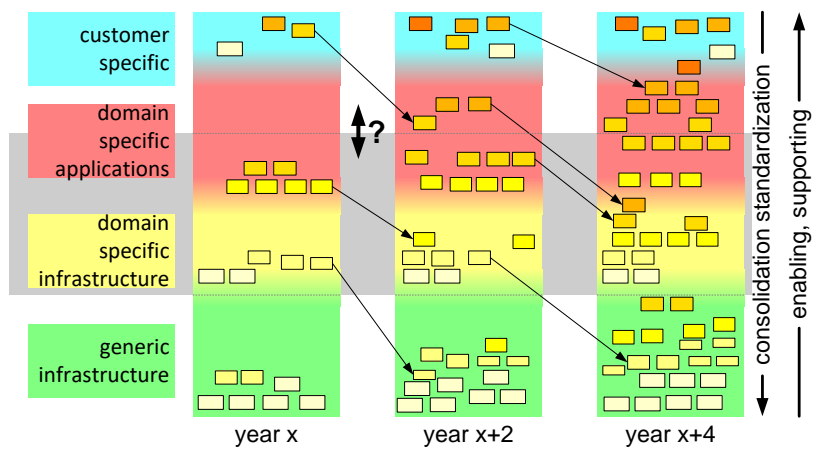 customer
specific
domain
specific
applications
?
domain
specific
infrastructure
generic
infrastructure
year x
year x+2
year x+4
consolidation standardization
enabling, supporting